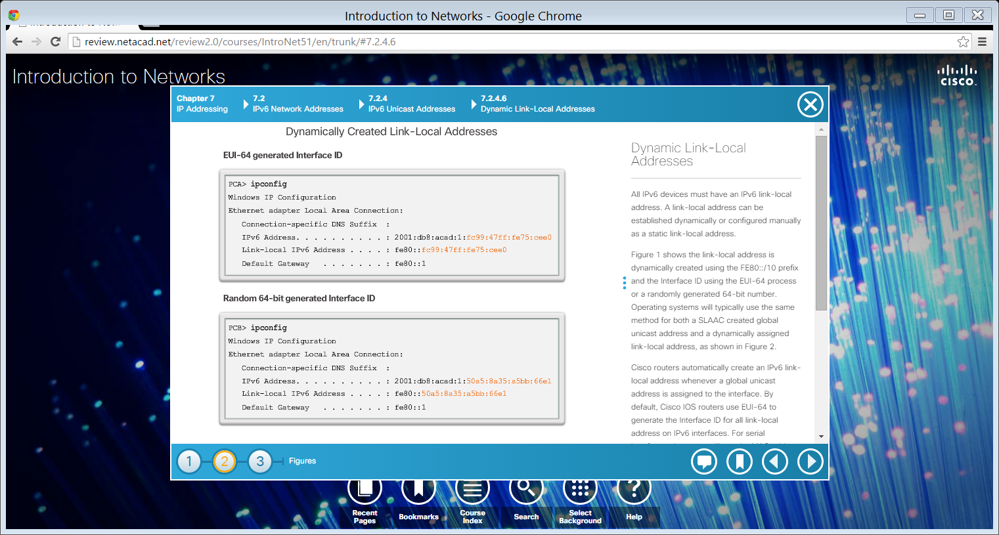 Introduction to Networks - Google Chrome
review.netacad.net/review2.0/courses/IntroNet51/en/trunk/#7.2.4.6
Introduction to Networks
CISCO
Chapter 7
IP Addressing
7.2
IPv6 Network Addresses
7.2.4
IPv6 Unicast Addresses
7.2.4.6
Dynamic Link-Local Addresses
Dynamically Created Link-Local Addresses
EUI-64 generated Interface ID
PCA> ipconfig
Windows IP Configuration
Ethernet adapter Local Area Connection:
Connection-specific DNS Suffix  :
IPv6 Address. . . . . . . . . . . : 2001:db8:acad:1:fc99:47ff:fe75:cee0
Link-local IPv6 Address . . . . . : fe80::fc99:47ff:fe75:cee0
Default Gateway  . . . . . . . : fe80::1
Random 64-bit generated Interface ID
PCB> ipconfig
Windows IP Configuration
Ethernet adapter Local Area Connection:
Connection-specific DNS Suffix  :
IPv6 Address. . . . . . . . . . . : 2001:db8:acad:1:50a5:8a35:a5bb:66e1
Link-local IPv6 Address . . . . . : fe80::50a5:8a35:a5bb:66e1
Default Gateway  . . . . . . . : fe80::1
Dynamic Link-Local
Addresses
All IPv6 devices must have an IPv6 link-local
address. A link-local address can be
established dynamically or configured manually
as a static link-local address.
Figure 1 shows the link-local address is
dynamically created using the FE80::/10 prefix
and the Interface ID using the EUI-64 process
or a randomly generated 64-bit number.
Operating systems will typically use the same
method for both a SLAAC created global
unicast address and a dynamically assigned
link-local address, as shown in Figure 2.
Cisco routers automatically create an IPv6 link-
local address whenever a global unicast
address is assigned to the interface. By
default, Cisco IOS routers use EUI-64 to
generate the Interface ID for all link-local
address on IPv6 interfaces. For serial
1 2 3 Figures
Recent
Pages
Bookmarks
Course
Index
Search
Select
Background
Help